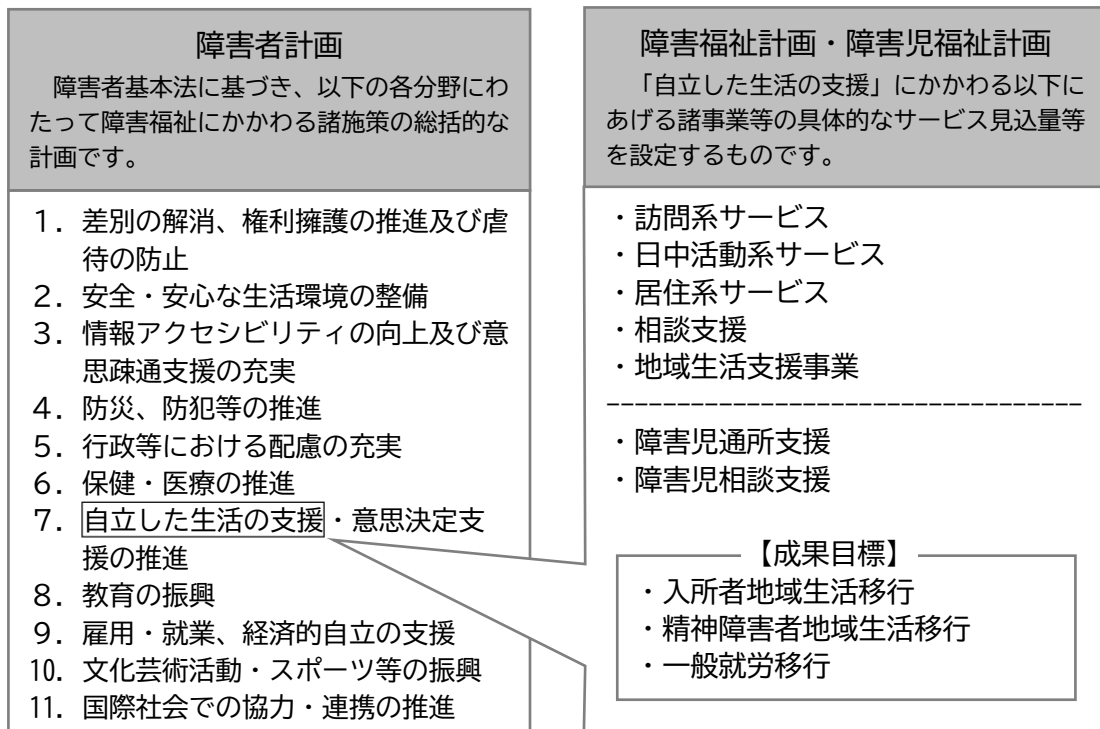 障害者計画
障害者基本法に基づき、以下の各分野にわ
たって障害福祉にかかわる諸施策の総括的な
計画です。
1. 差別の解消、権利擁護の推進及び虐
待の防止
2. 安全・安心な生活環境の整備
3. 情報アクセシビリティの向上及び意
思疎通支援の充実
4. 防災、防犯等の推進
5. 行政等における配慮の充実
6. 保健・医療の推進
7. 自立した生活の支援・意思決定支
援の推進
8. 教育の振興
9. 雇用・就業、経済的自立の支援
10. 文化芸術活動・スポーツ等の振興
11. 国際社会での協力・連携の推進
障害福祉計画・障害児福祉計画
「自立した生活の支援」にかかわる以下に
あげる諸事業等の具体的なサービス見込量等
を設定するものです。
・訪問系サービス
・日中活動系サービス
・居住系サービス
・相談支援
・地域生活支援事業
・障害児通所支援
・障害児相談支援
【成果目標】
・入所者地域生活移行
・精神障害者地域生活移行
・一般就労移行